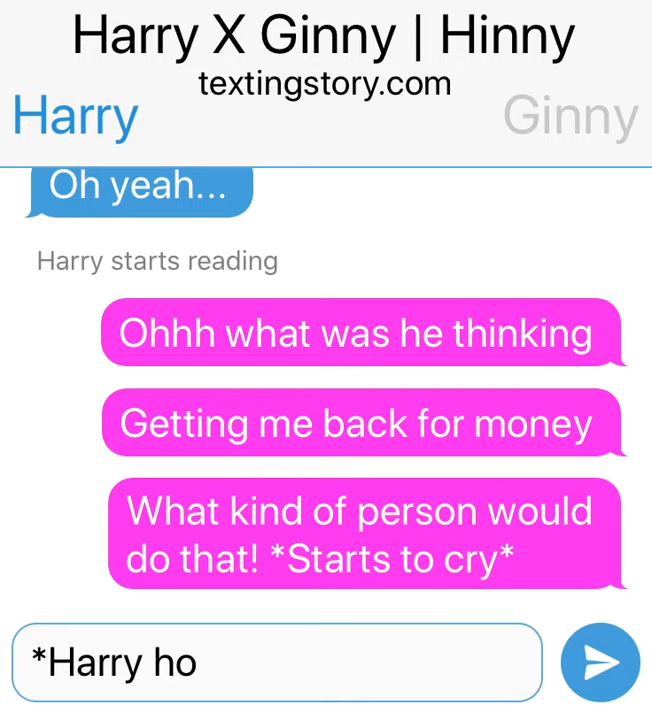 Harry X Ginny | Hinny
textingstory.com
Harry
Ginny
Oh yeah...
Harry starts reading
Ohhh what was he thinking
Getting me back for money
What kind of person would
do that! *Starts to cry*
*Harry ho